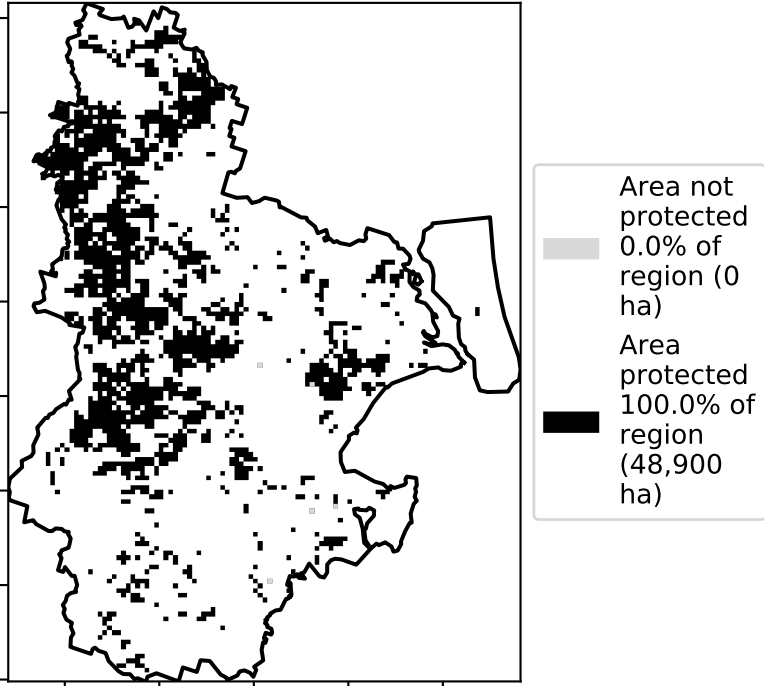 Area not
protected
0.0% of
region (0
ha)
Area
protected
100.0% of
region
(48,900
ha)